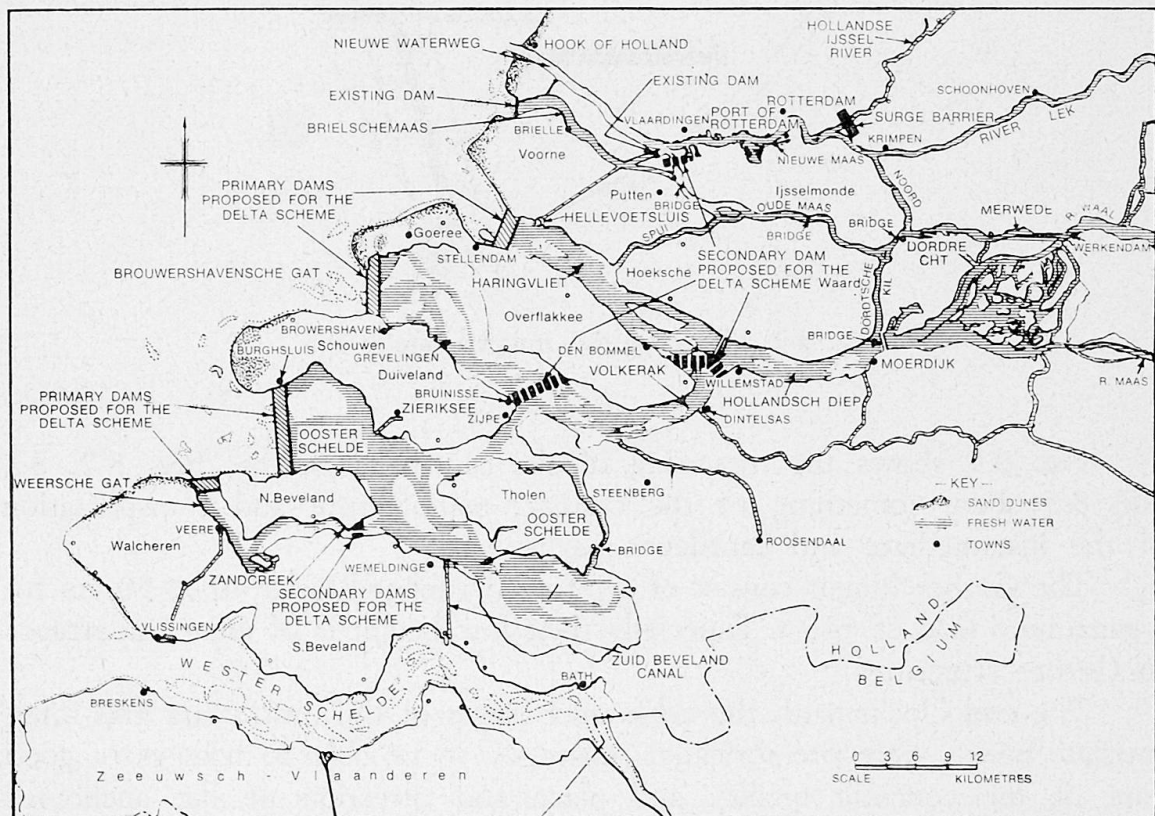 HOLLANDSE
IJSSEL
RIVER
NIEUWE WATERWEG
HOOK OF HOLLAND
EXISTING DAM
EXISTING DAM
BRIELSCHEMAAS
BRIELLE
Voorne
VLAARDINGEN
PORT OF
ROTTERDAM
ROTTERDAM
SURGE BARRIER
SCHOONHOVEN
KRIMPEN
RIVER LEK
NIEUWE MAAS
NOORD
PRIMARY DAMS
PROPOSED FOR THE
DELTA SCHEME
Putten
BRIDGE
Ijsselmonde
OUDE MAAS
HELLEVOETSLUIS
SPUI
BRIDGE
BRIDGE
MERWEDE
R. WAAL
WERKENDAM
DORDRE
CHT
Goeree
STELLENDAM
SECONDARY DAM
PROPOSED FOR THE
DELTA SCHEME
Hoeksche
Waard
BROUWERSHAVENSCHE GAT
HARINGVLIET
DOORDTSCHE
KIL
Overflakkee
BROWERSHAVEN
BURGHSLUIS
Schouwen
GREVELINGEN
Duiveland
DEN BOMMEL
VOLKERAK
BRIDGE
MOERDIJK
WILLEMSTAD
HOLLANDSCH DIEP
R. MAAS
BRUINISSE
ZIERIKSEE
ZIJPE
DINTELSAS
PRIMARY DAMS
PROPOSED FOR THE
DELTA SCHEME
OOSTER
SCHELDE
WEERSCHE GAT
N.Beveland
Tholen
STEENBERG
KEY
SAND DUNES
FRESH WATER
TOWNS
VEERE
Walcheren
OOSTER
SCHELDE
BRIDGE
ROOSENDAAL
ZANDCREEK
WEMELDINGE
SECONDARY DAMS
PROPOSED FOR THE
DELTA SCHEME
VLISSINGEN
S.Beveland
HOLLAND
BELGIUM
ZUID BEVELAND
CANAL
WESTER SCHELDE
BATH
BRESKENS
Zeeuwsch - Vlaanderen
0 3 6 9 12
SCALE KILOMETRES